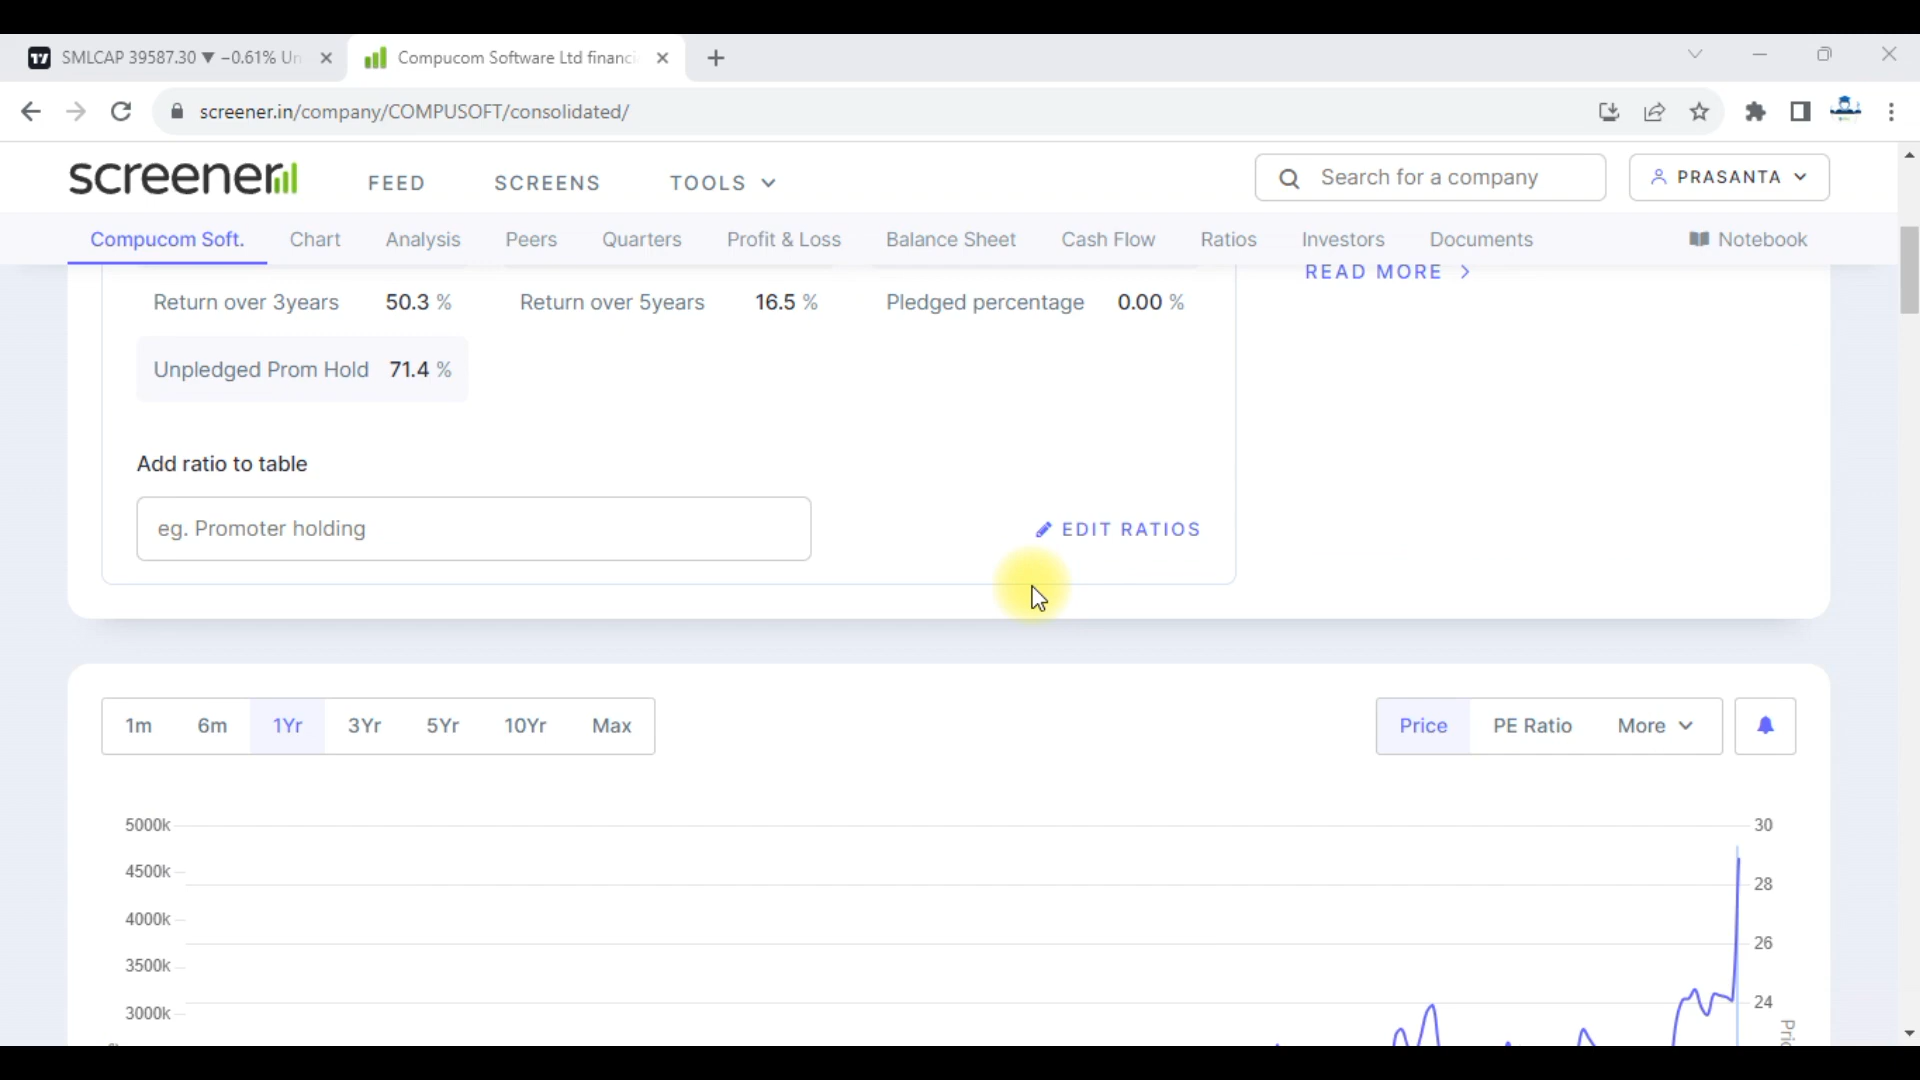 SMLCAP 39587.30 ▼ −0.61% Un
Compucom Software Ltd financi
screener.in/company/COMPUSOFT/consolidated/
screener
FEED
SCREENS
TOOLS
Search for a company
PRASANTA
Compucom Soft.
Chart
Analysis
Peers
Quarters
Profit & Loss
Balance Sheet
Cash Flow
Ratios
Investors
Documents
Notebook
READ MORE
Return over 3years 50.3 %
Return over 5years 16.5 %
Pledged percentage 0.00 %
Unpledged Prom Hold 71.4 %
Add ratio to table
eg. Promoter holding
EDIT RATIOS
1m 6m 1Yr 3Yr 5Yr 10Yr Max
Price PE Ratio More
5000k
30
4500k
28
4000k
26
3500k
24
3000k